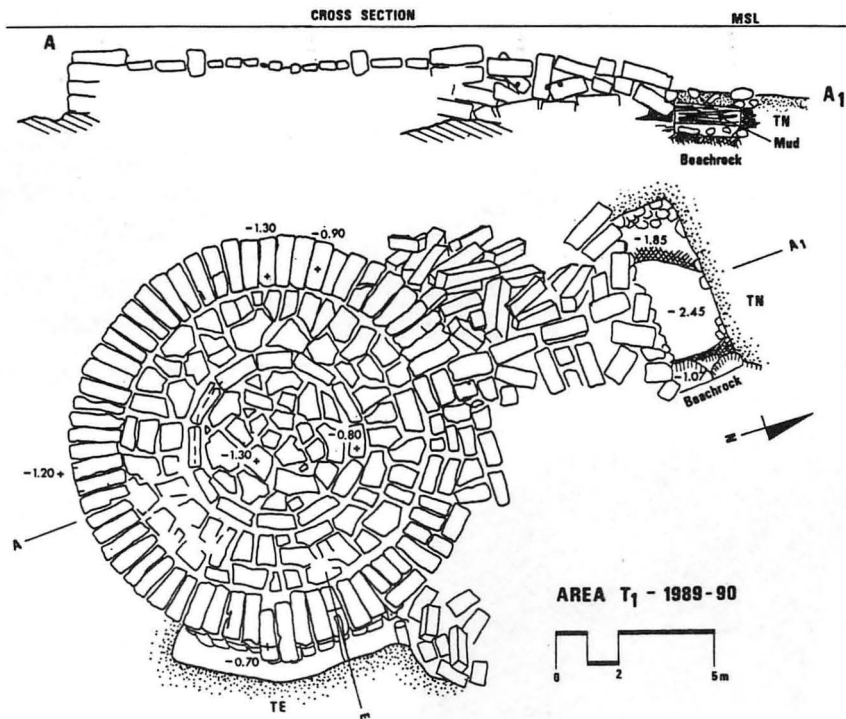 CROSS SECTION
MSL
A
A1
TN
Mud
Beachrock
-1.30
-0.90
-1.85
A1
-2.45
TN
-1.07
Beachrock
N
-0.80
-1.30
-1.20
A
AREA T1 - 1989-90
-0.70
0 2 5m
TE
E